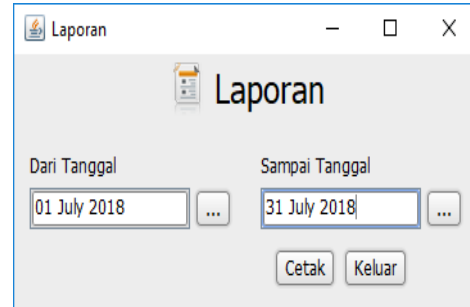 Laporan
Laporan
Dari Tanggal
Sampai Tanggal
01 July 2018
...
31 July 2018
...
Cetak
Keluar